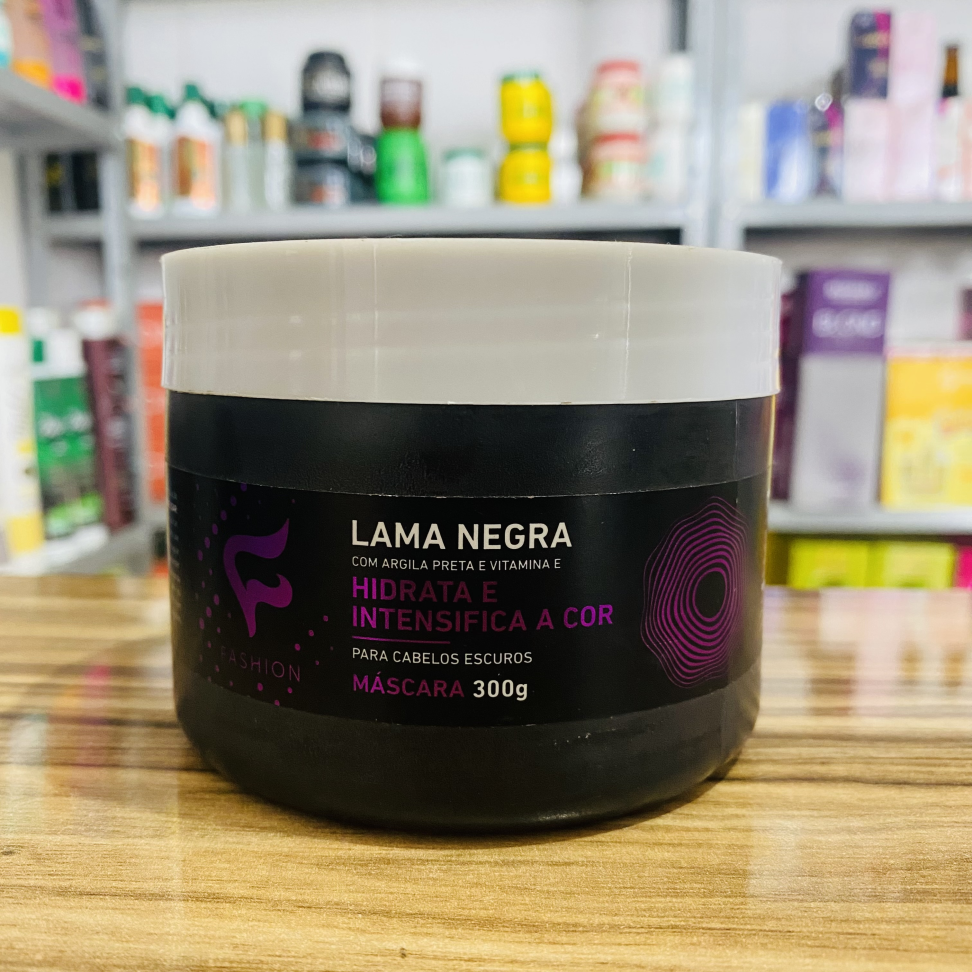 FASHION
LAMA NEGRA
COM ARGILA PRETA E VITAMINA E
HIDRATA E
INTENSIFICA A COR
PARA CABELOS ESCUROS
MÁSCARA 300g